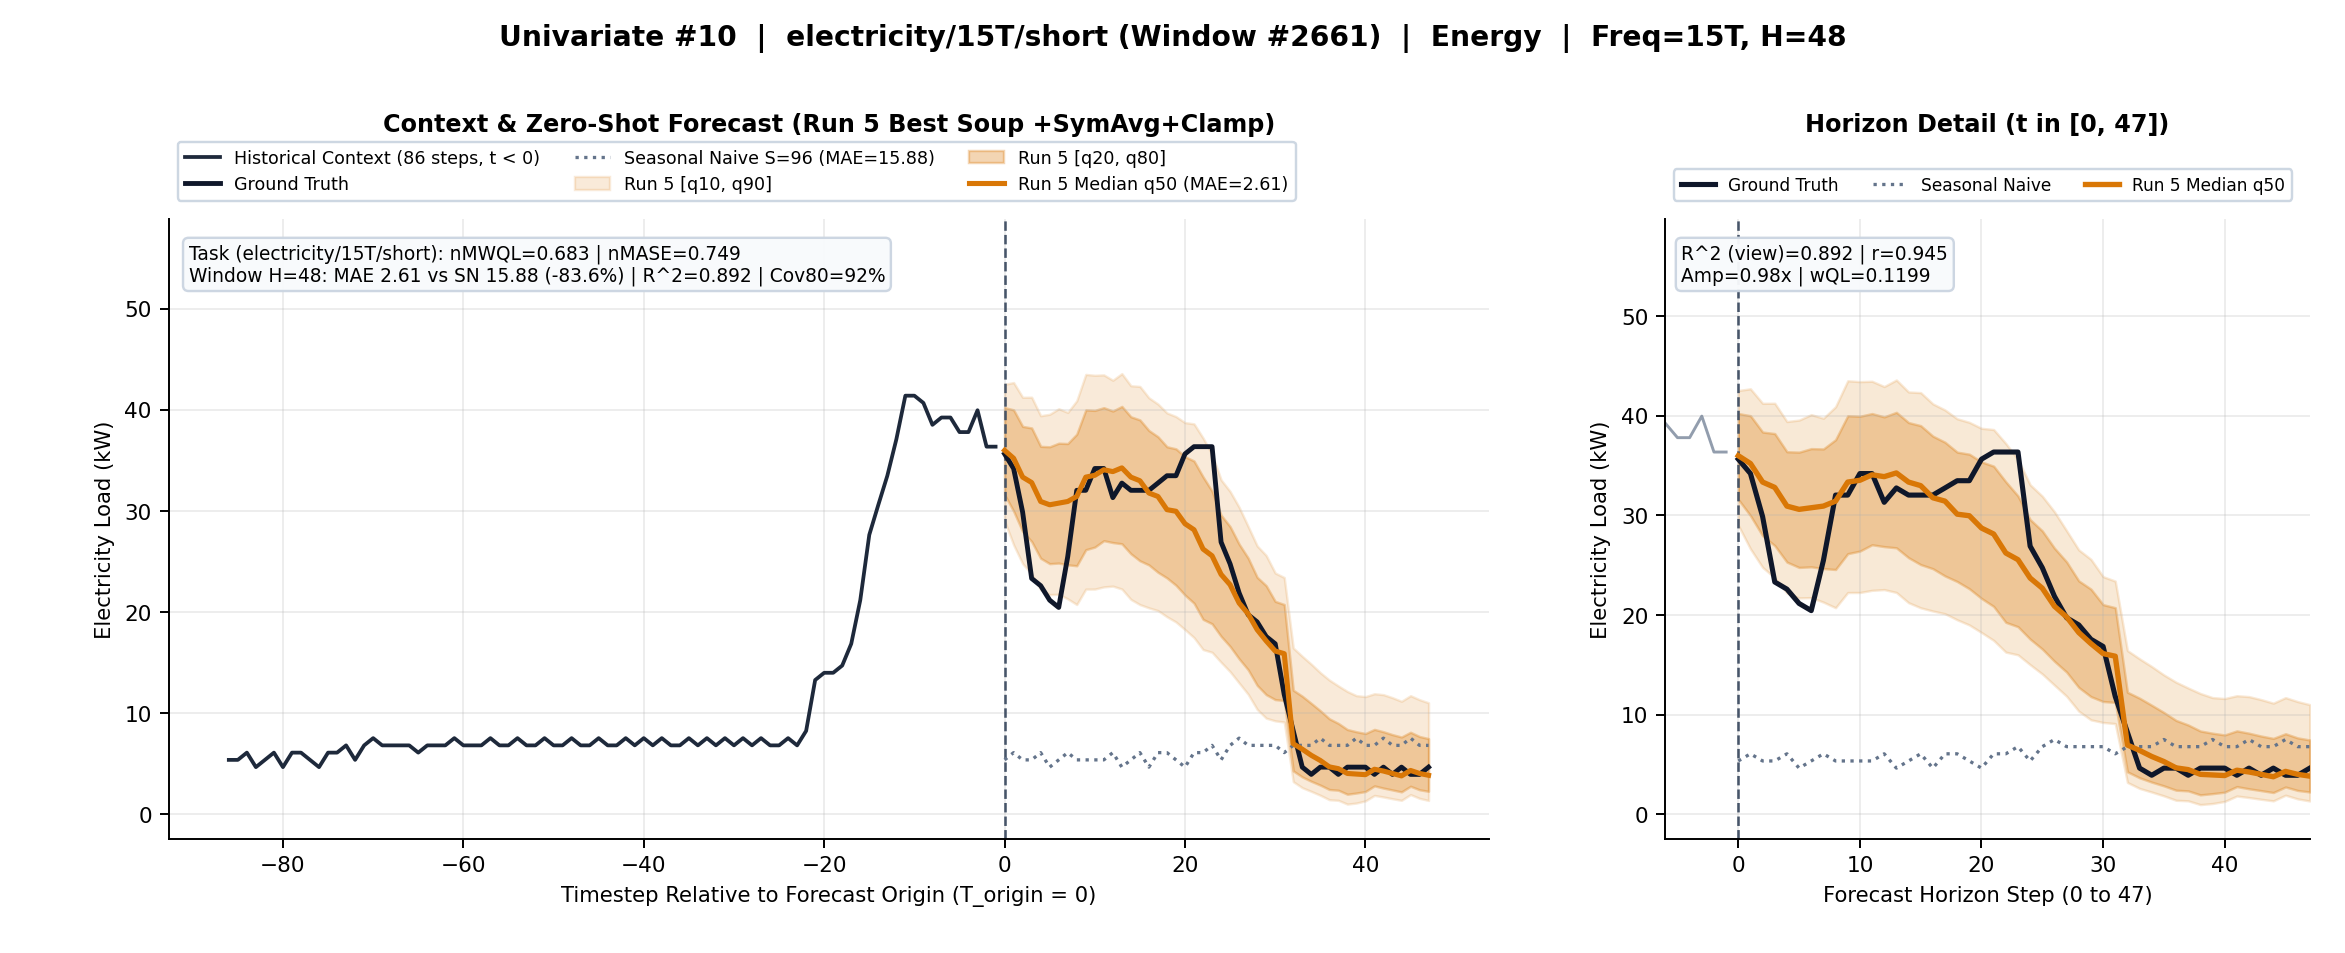 Univariate #10 | electricity/15T/short (Window #2661) | Energy | Freq=15T, H=48
Context & Zero-Shot Forecast (Run 5 Best Soup +SymAvg+Clamp)
Historical Context (86 steps, t < 0)
Ground Truth
Seasonal Naive S=96 (MAE=15.88)
Run 5 [q10, q90]
Run 5 [q20, q80]
Run 5 Median q50 (MAE=2.61)
Task (electricity/15T/short): nMWQL=0.683 | nMASE=0.749
Window H=48: MAE 2.61 vs SN 15.88 (-83.6%) | R^2=0.892 | Cov80=92%
Electricity Load (kW)
50
40
30
20
10
0
−80
−60
−40
−20
0
20
40
Timestep Relative to Forecast Origin (T_origin = 0)
Horizon Detail (t in [0, 47])
Ground Truth
Seasonal Naive
Run 5 Median q50
R^2 (view)=0.892 | r=0.945
Amp=0.98x | wQL=0.1199
Electricity Load (kW)
50
40
30
20
10
0
0
10
20
30
40
Forecast Horizon Step (0 to 47)